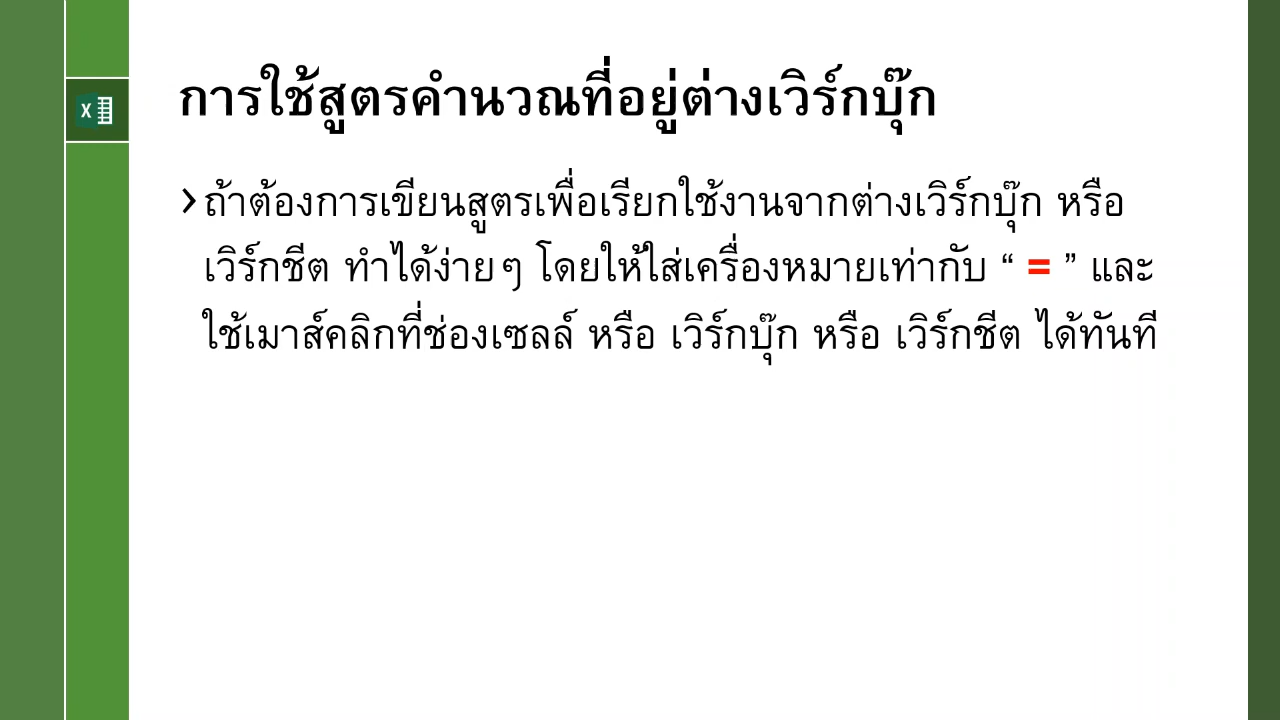 การใช้สูตรคำนวณที่อยู่ต่างเวิร์กบุ๊ก
›ถ้าต้องการเขียนสูตรเพื่อเรียกใช้งานจากต่างเวิร์กบุ๊ก หรือ
เวิร์กชีต ทำได้ง่ายๆ โดยให้ใส่เครื่องหมายเท่ากับ “ = ” และ
ใช้เมาส์คลิกที่ช่องเซลล์ หรือ เวิร์กบุ๊ก หรือ เวิร์กชีต ได้ทันที